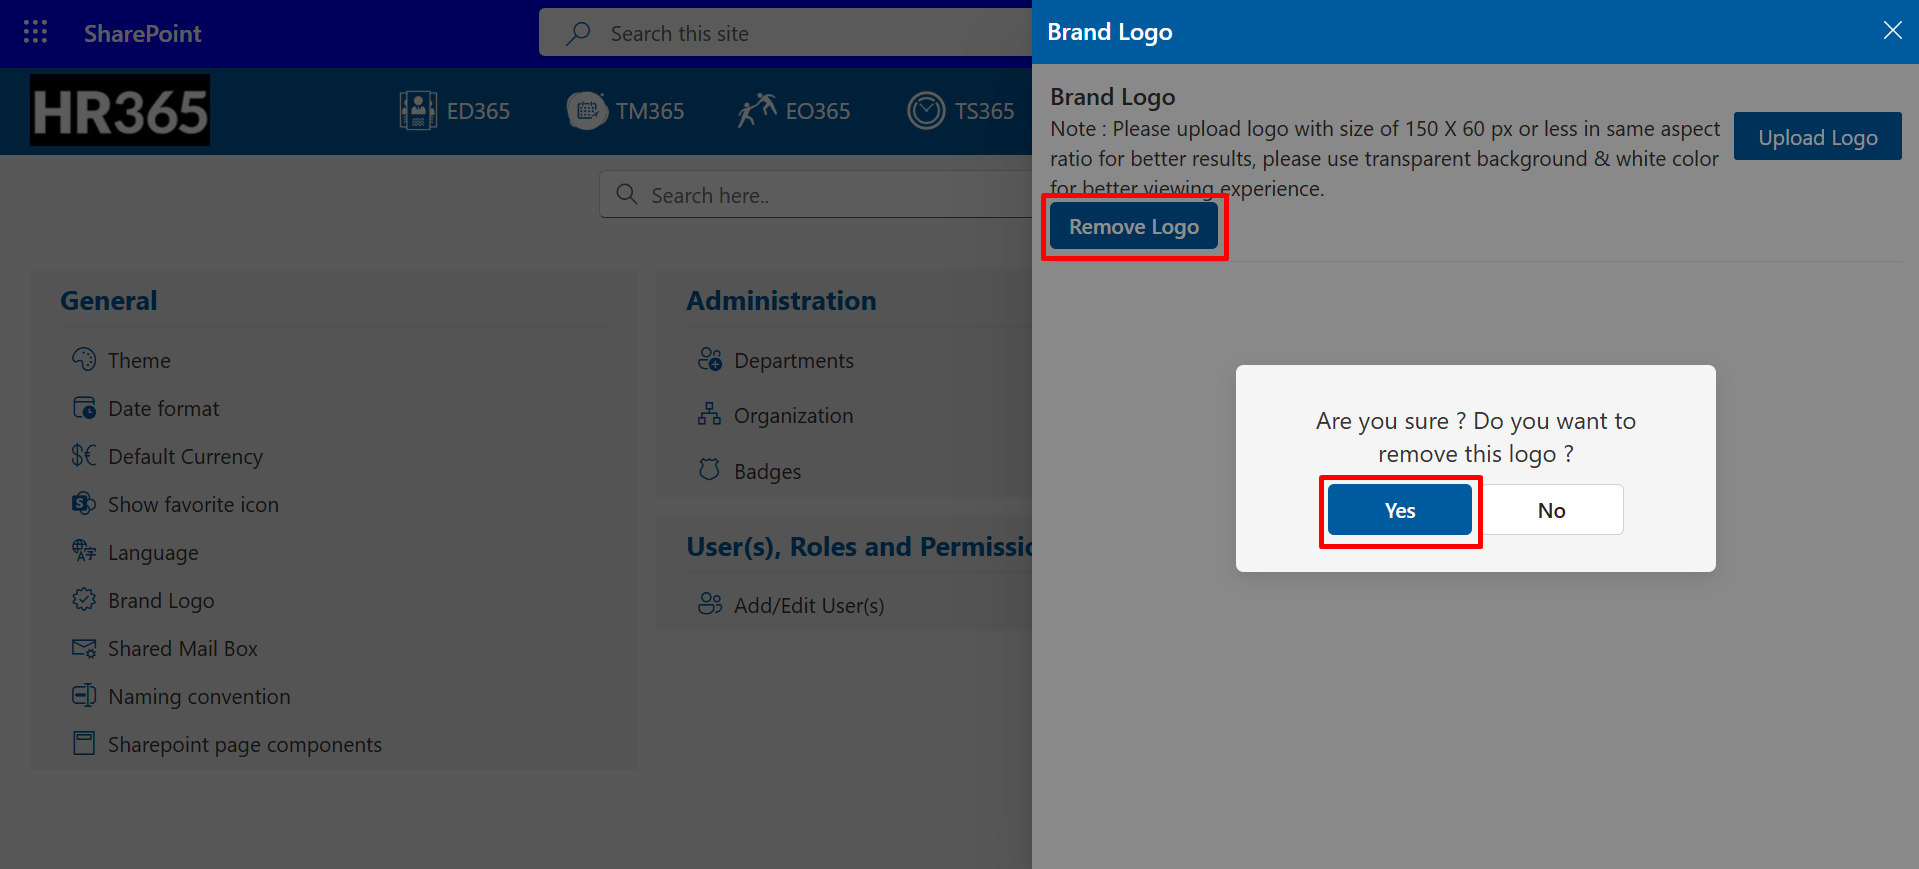 SharePoint
Search this site
HR365
ED365
TM365
EO365
TS365
Search here..
General
Theme
Date format
Default Currency
Show favorite icon
Language
Brand Logo
Shared Mail Box
Naming convention
Sharepoint page components
Administration
Departments
Organization
Badges
User(s), Roles and Permissio
Add/Edit User(s)
Brand Logo
Brand Logo
Note : Please upload logo with size of 150 X 60 px or less in same aspect
ratio for better results, please use transparent background & white color
for better viewing experience.
Upload Logo
Remove Logo
Are you sure ? Do you want to
remove this logo ?
Yes
No